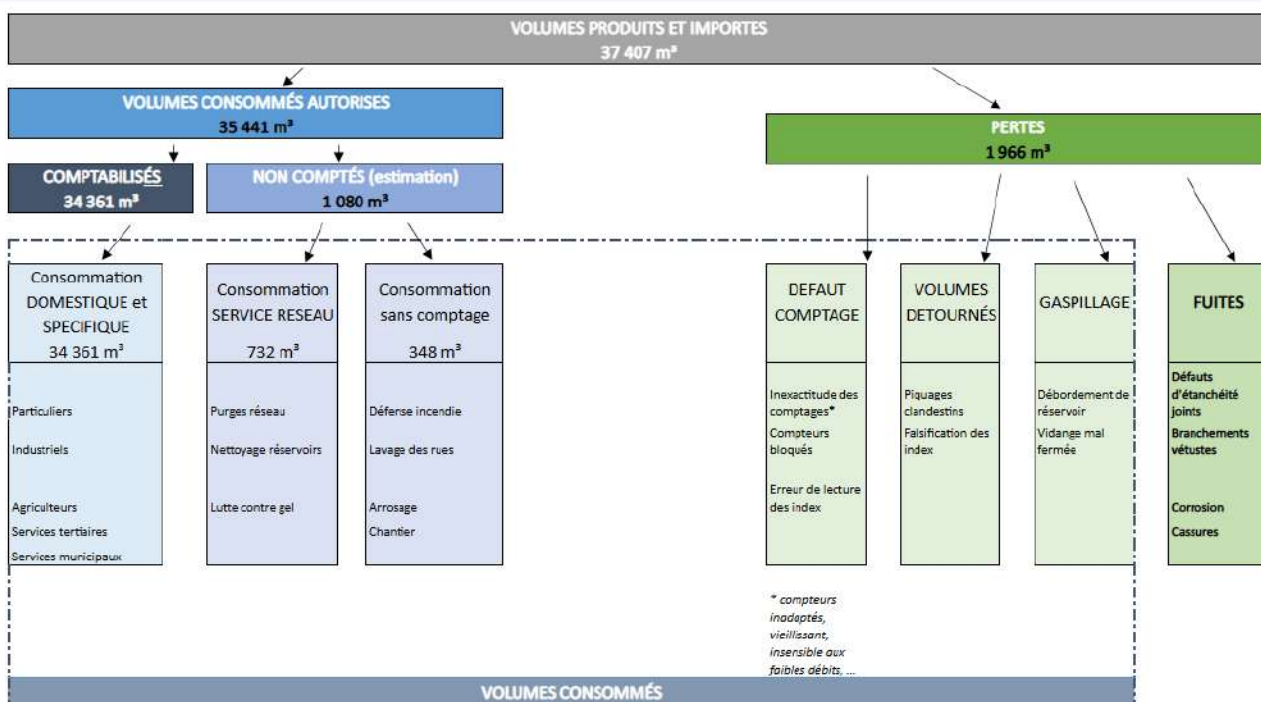 VOLUMES PRODUITS ET IMPORTES
37 407 m³
VOLUMES CONSOMMÉS AUTORISES
35 441 m³
PERTES
1 966 m³
COMPTABILISÉS
34 361 m³
NON COMPTÉS (estimation)
1 080 m³
Consommation
DOMESTIQUE et
SPECIFIQUE
34 361 m³
Particuliers
Industriels
Agriculteurs
Services tertiaires
Services municipaux
Consommation
SERVICE RESEAU
732 m³
Purges réseau
Nettoyage réservoirs
Lutte contre gel
Consommation
sans comptage
348 m³
Défense incendie
Lavage des rues
Arrosage
Chantier
DEFAUT
COMPTAGE
Inexactitude des
comptages*
Compteurs
bloqués
Erreur de lecture
des index
* compteurs
inadaptés,
vieillissant,
insensible aux
faibles débits, ...
VOLUMES
DETOURNÉS
Piquages
clandestins
Falsification des
index
GASPILLAGE
Débordement de
réservoir
Vidange mal
fermée
FUITES
Défauts
d'étanchéité
joints
Branchements
vétustes
Corrosion
Cassures
VOLUMES CONSOMMÉS